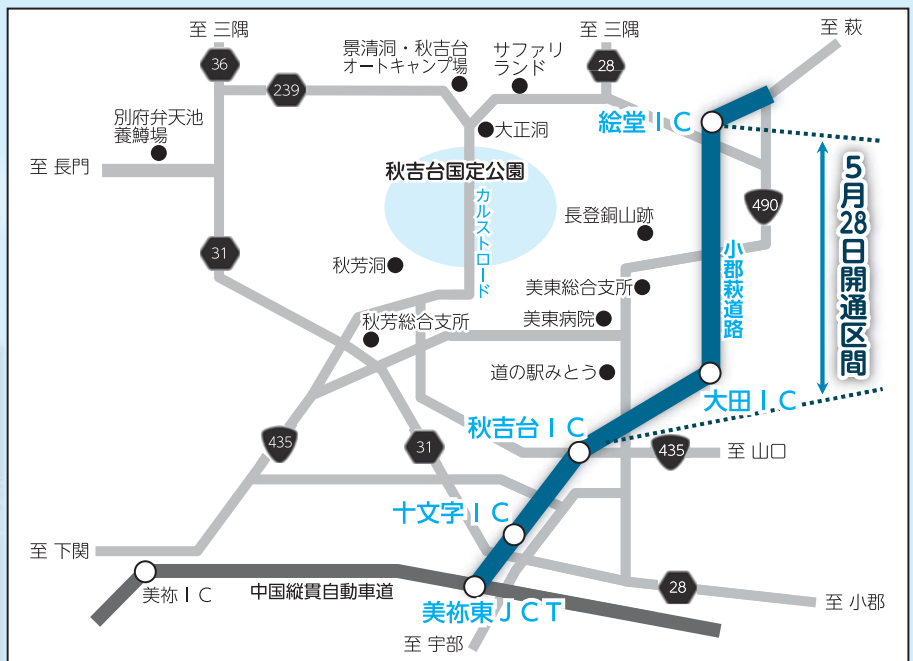 至 三隅
至 三隅
至 萩
36
景清洞・秋吉台
オートキャンプ場
サファリ
ランド
28
239
別府弁天池
養鱒場
大正洞
絵堂ＩＣ
至 長門
秋吉台国定公園
カルストロード
長登銅山跡
490
5月28日開通区間
31
秋芳洞
小郡萩道路
美東総合支所
秋芳総合支所
美東病院
道の駅みとう
大田ＩＣ
秋吉台ＩＣ
435
31
435
至 山口
十文字ＩＣ
至 下関
美祢ＩＣ
中国縦貫自動車道
28
美祢東ＪＣＴ
至 小郡
至 宇部